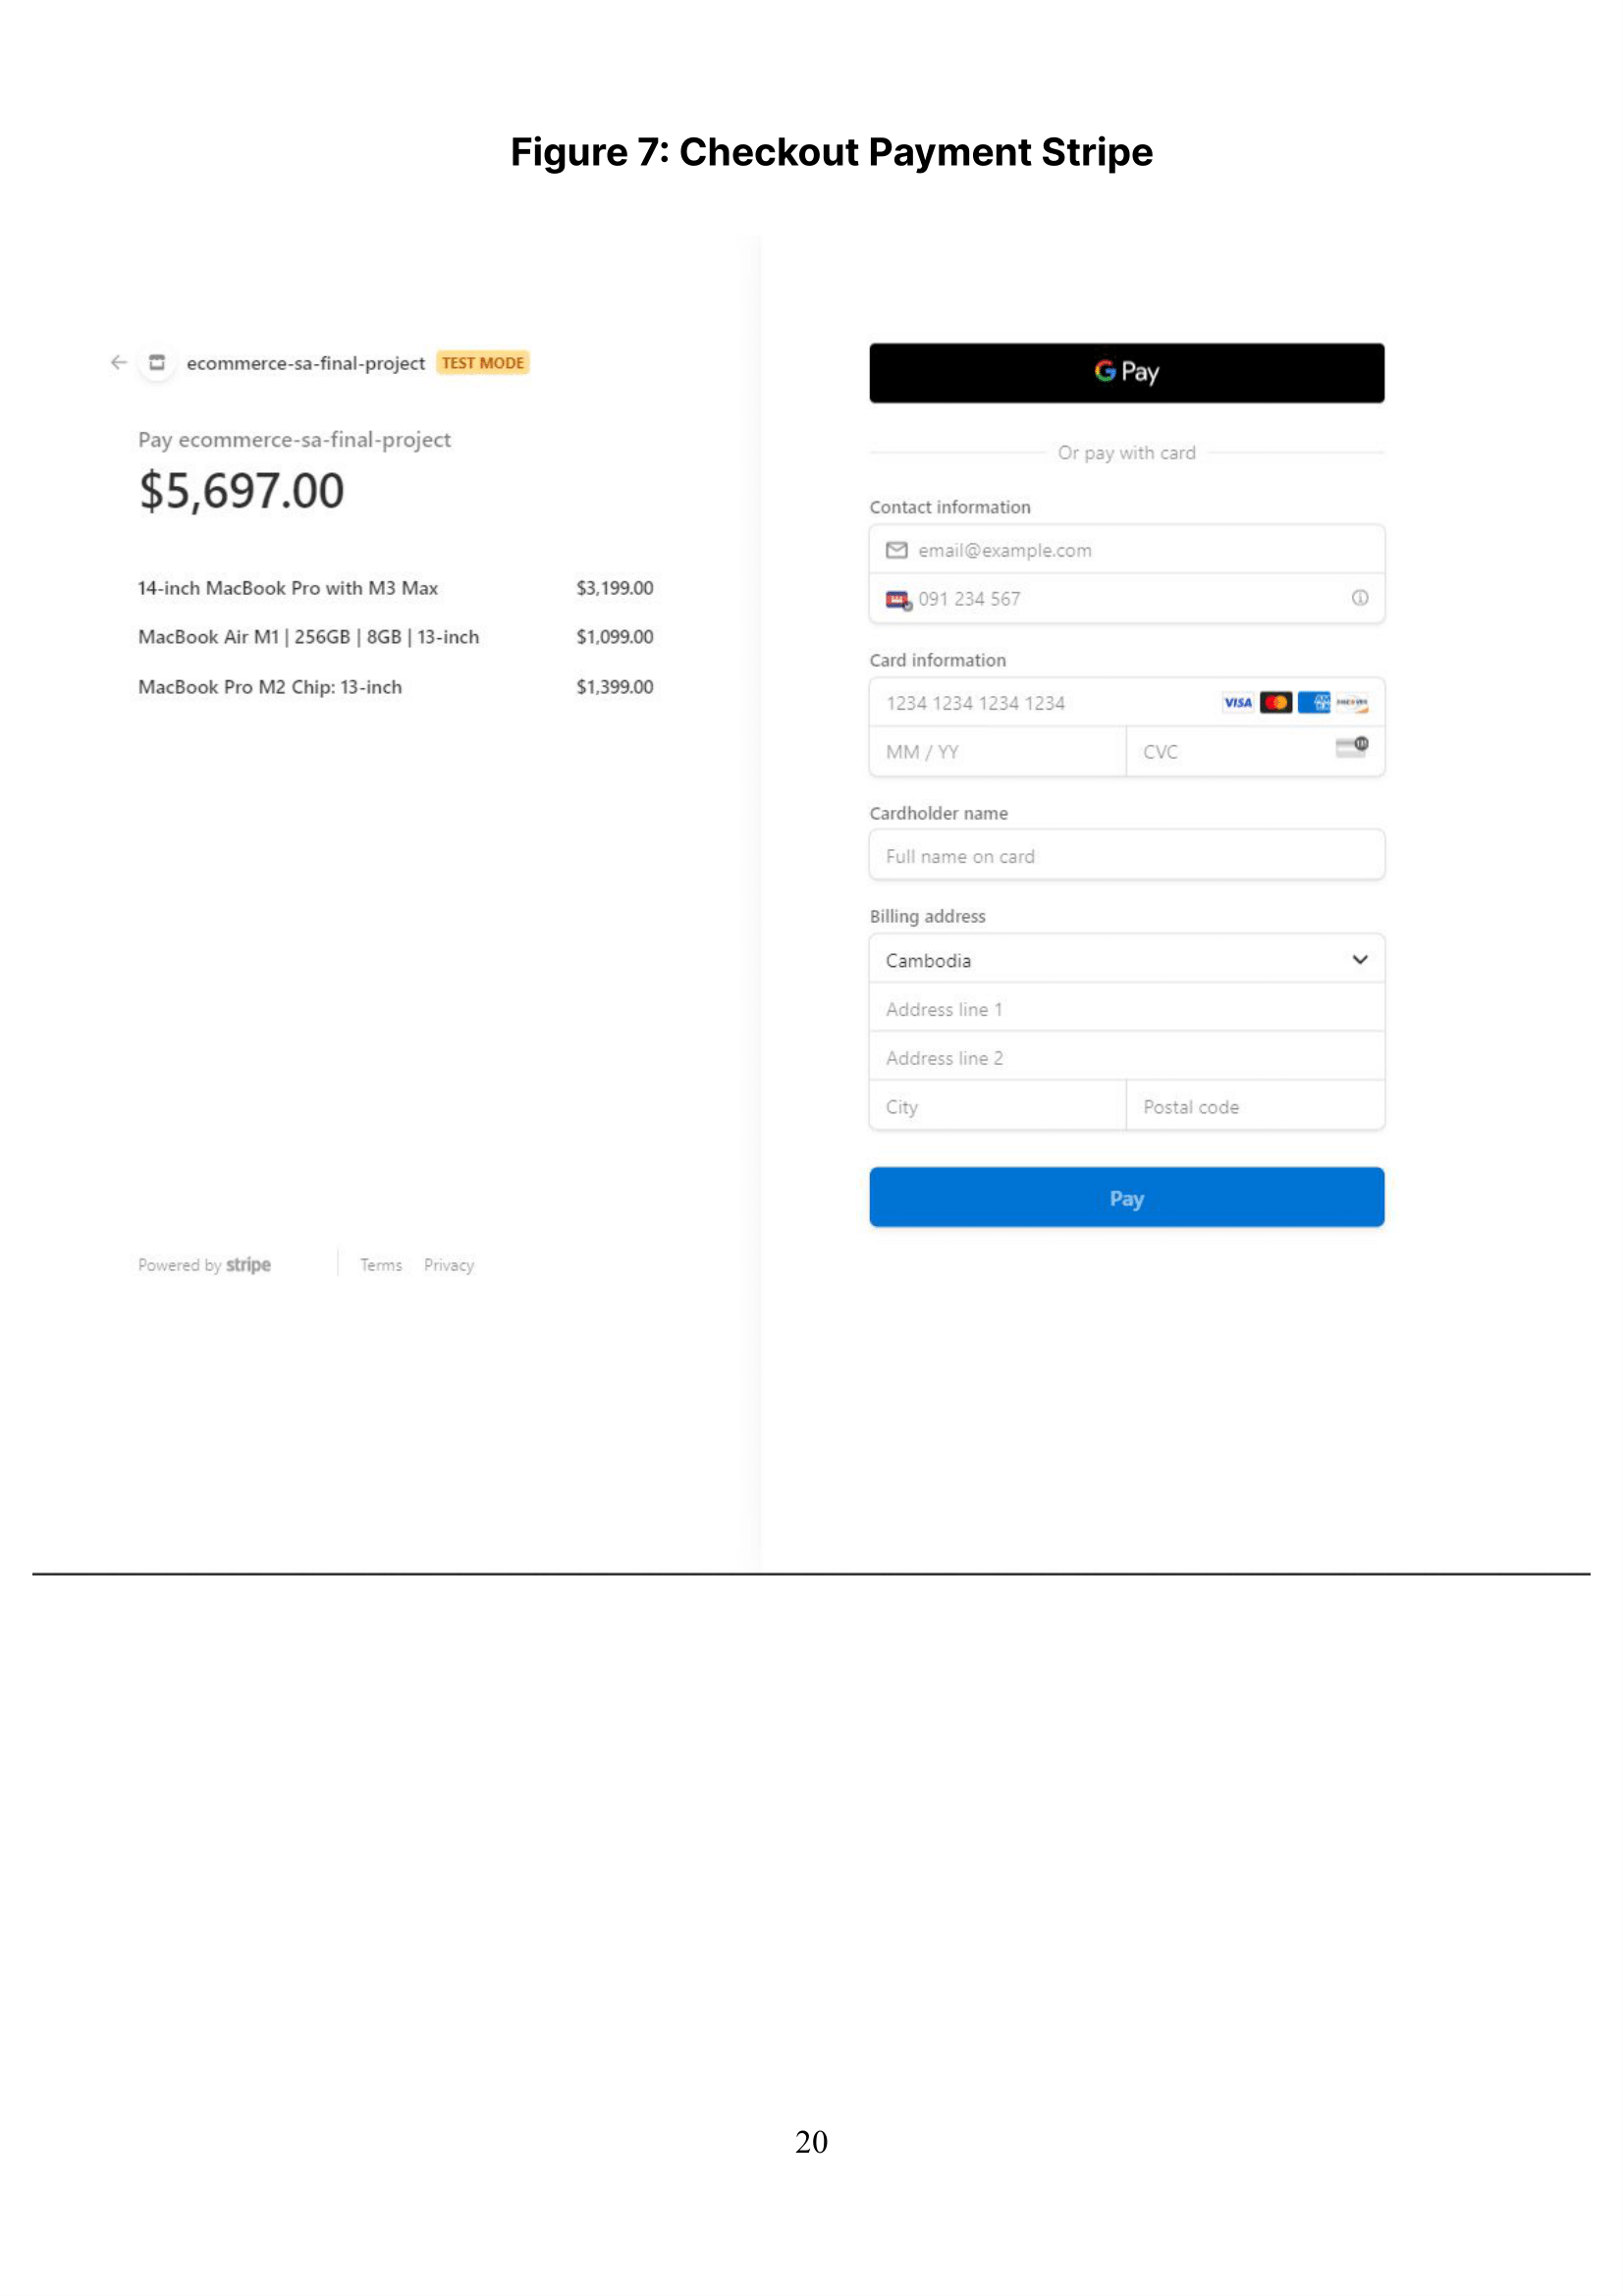 Figure 7: Checkout Payment Stripe
ecommerce-sa-final-project TEST MODE
Pay ecommerce-sa-final-project
$5,697.00
14-inch MacBook Pro with M3 Max $3,199.00
MacBook Air M1 | 256GB | 8GB | 13-inch $1,099.00
MacBook Pro M2 Chip: 13-inch $1,399.00
Powered by stripe Terms Privacy
G Pay
Or pay with card
Contact information
email@example.com
091 234 567
Card information
1234 1234 1234 1234 VISA AMEX DISCOVER
MM / YY CVC
Cardholder name
Full name on card
Billing address
Cambodia
Address line 1
Address line 2
City Postal code
Pay
20